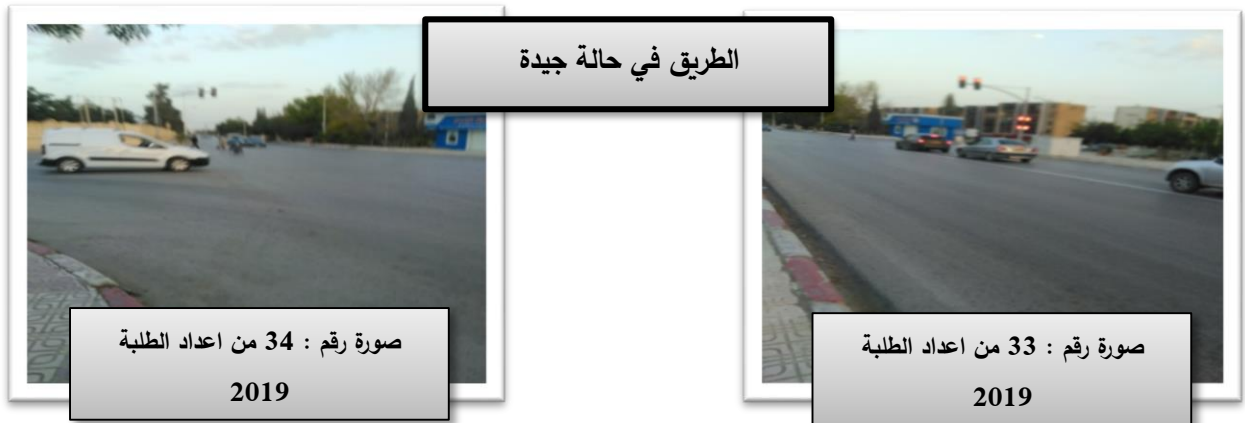 الطريق في حالة جيدة
صورة رقم : 33 من اعداد الطلبة
2019
صورة رقم : 34 من اعداد الطلبة
2019